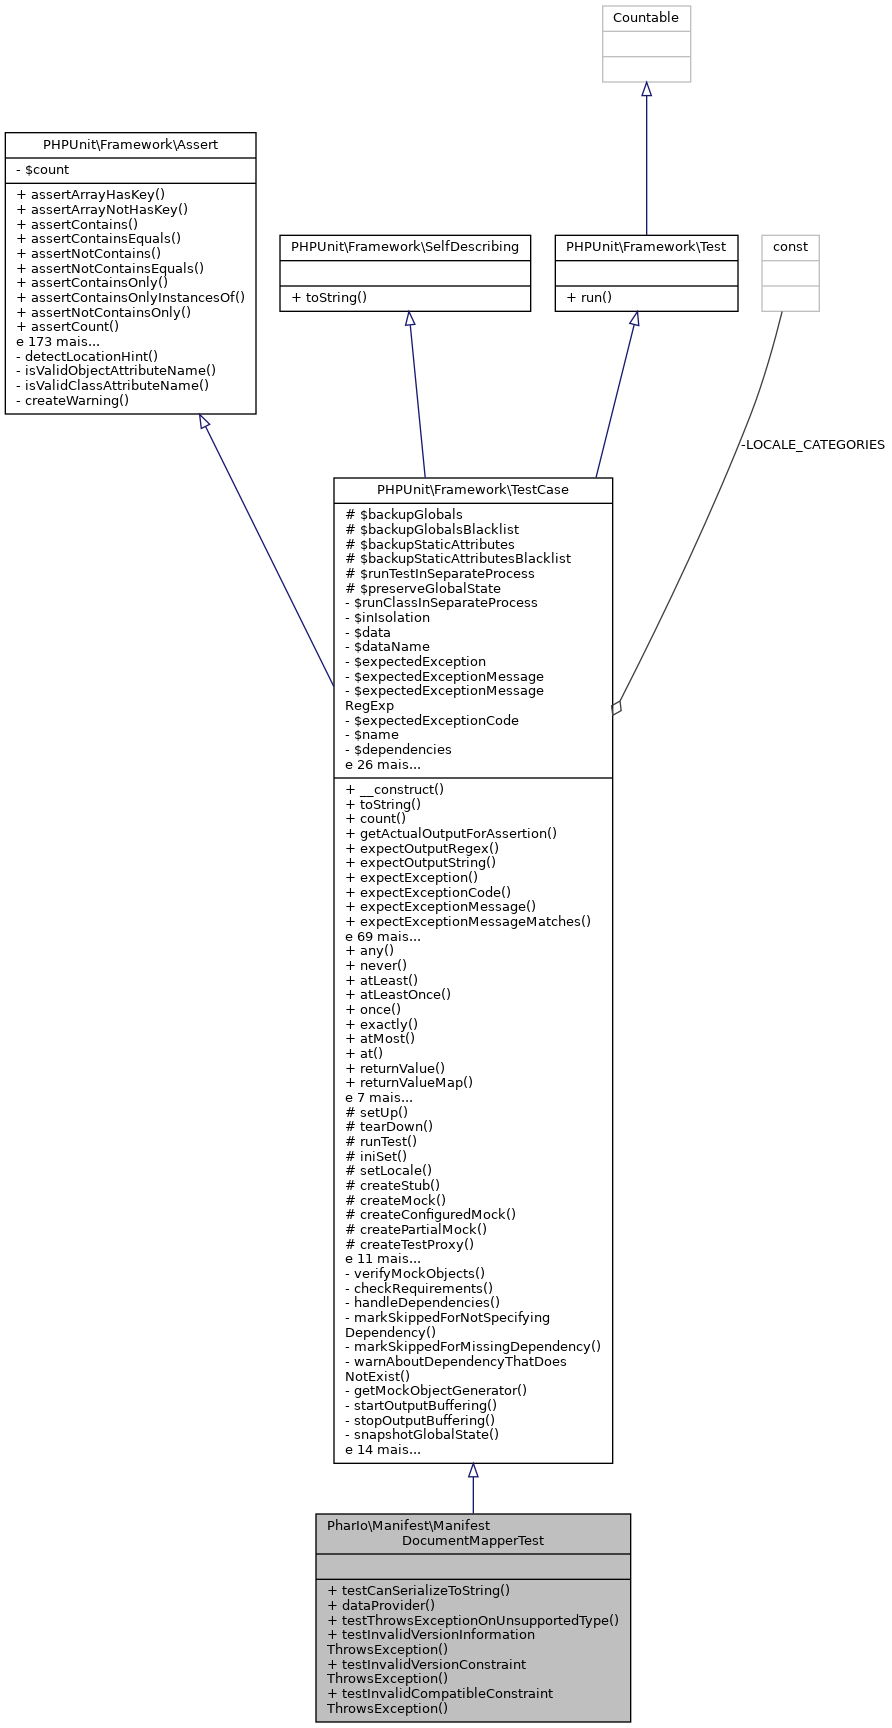 Countable
PHPUnit\Framework\Assert
- $count
+ assertArrayHasKey()
+ assertArrayNotHasKey()
+ assertContains()
+ assertContainsEquals()
+ assertNotContains()
+ assertNotContainsEquals()
+ assertContainsOnly()
+ assertContainsOnlyInstancesOf()
+ assertNotContainsOnly()
+ assertCount()
e 173 mais...
- detectLocationHint()
- isValidObjectAttributeName()
- isValidClassAttributeName()
- createWarning()
PHPUnit\Framework\SelfDescribing
+ toString()
PHPUnit\Framework\Test
+ run()
const
-LOCALE_CATEGORIES
PHPUnit\Framework\TestCase
# $backupGlobals
# $backupGlobalsBlacklist
# $backupStaticAttributes
# $backupStaticAttributesBlacklist
# $runTestInSeparateProcess
# $preserveGlobalState
- $runClassInSeparateProcess
- $inIsolation
- $data
- $dataName
- $expectedException
- $expectedExceptionMessage
- $expectedExceptionMessage
RegExp
- $expectedExceptionCode
- $name
- $dependencies
e 26 mais...
+ __construct()
+ toString()
+ count()
+ getActualOutputForAssertion()
+ expectOutputRegex()
+ expectOutputString()
+ expectException()
+ expectExceptionCode()
+ expectExceptionMessage()
+ expectExceptionMessageMatches()
e 69 mais...
+ any()
+ never()
+ atLeast()
+ atLeastOnce()
+ once()
+ exactly()
+ atMost()
+ at()
+ returnValue()
+ returnValueMap()
e 7 mais...
# setUp()
# tearDown()
# runTest()
# iniSet()
# setLocale()
# createStub()
# createMock()
# createConfiguredMock()
# createPartialMock()
# createTestProxy()
e 11 mais...
- verifyMockObjects()
- checkRequirements()
- handleDependencies()
- markSkippedForNotSpecifying
Dependency()
- markSkippedForMissingDependency()
- warnAboutDependencyThatDoes
NotExist()
- getMockObjectGenerator()
- startOutputBuffering()
- stopOutputBuffering()
- snapshotGlobalState()
e 14 mais...
PharIo\Manifest\Manifest
DocumentMapperTest
+ testCanSerializeToString()
+ dataProvider()
+ testThrowsExceptionOnUnsupportedType()
+ testInvalidVersionInformation
ThrowsException()
+ testInvalidVersionConstraint
ThrowsException()
+ testInvalidCompatibleConstraint
ThrowsException()